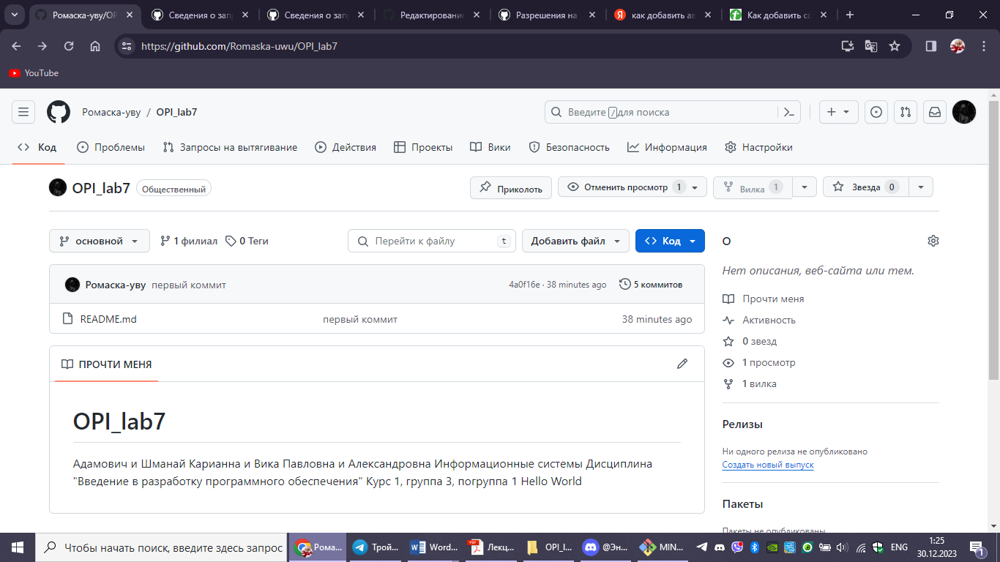 Ромаска-уву/OP
Сведения о зап
Сведения о зап
Редактирование
Разрешения на
как добавить ав
Как добавить со
https://github.com/Romaska-uwu/OPI_lab7
YouTube
Ромаска-уву / OPI_lab7
Введите / для поиска
Код
Проблемы
Запросы на вытягивание
Действия
Проекты
Вики
Безопасность
Информация
Настройки
OPI_lab7 Общественный
Приколоть
Отменить просмотр 1
Вилка 1
Звезда 0
основной
1 филиал
0 Теги
Перейти к файлу t
Добавить файл
Код
Ромаска-уву первый коммит
4a0f16e · 38 minutes ago
5 коммитов
README.md
первый коммит
38 minutes ago
ПРОЧТИ МЕНЯ
OPI_lab7
Адамович и Шманай Карианна и Вика Павловна и Александровна Информационные системы Дисциплина
"Введение в разработку программного обеспечения" Курс 1, группа 3, погруппа 1 Hello World
О
Нет описания, веб-сайта или тем.
Прочти меня
Активность
0 звезд
1 просмотр
1 вилка
Релизы
Ни одного релиза не опубликовано
Создать новый выпуск
Пакеты
Пакеты не опубликованы
Чтобы начать поиск, введите здесь запрос
Рома...
Трой...
Word...
Лекц...
OPI_l...
@Эн...
MIN...
ENG
1:25
30.12.2023
1